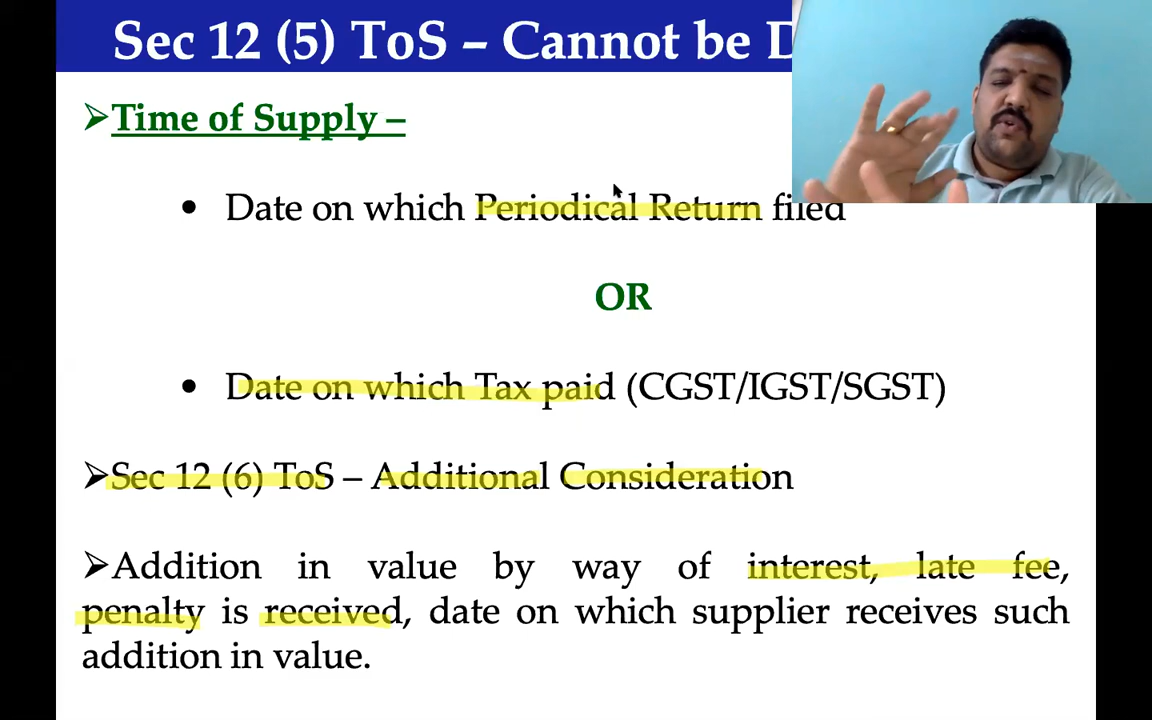 Sec 12 (5) ToS – Cannot be
➢Time of Supply –
• Date on which Periodical Return filed
OR
• Date on which Tax paid (CGST/IGST/SGST)
➢Sec 12 (6) ToS – Additional Consideration
➢Addition in value by way of interest, late fee,
penalty is received, date on which supplier receives such
addition in value.